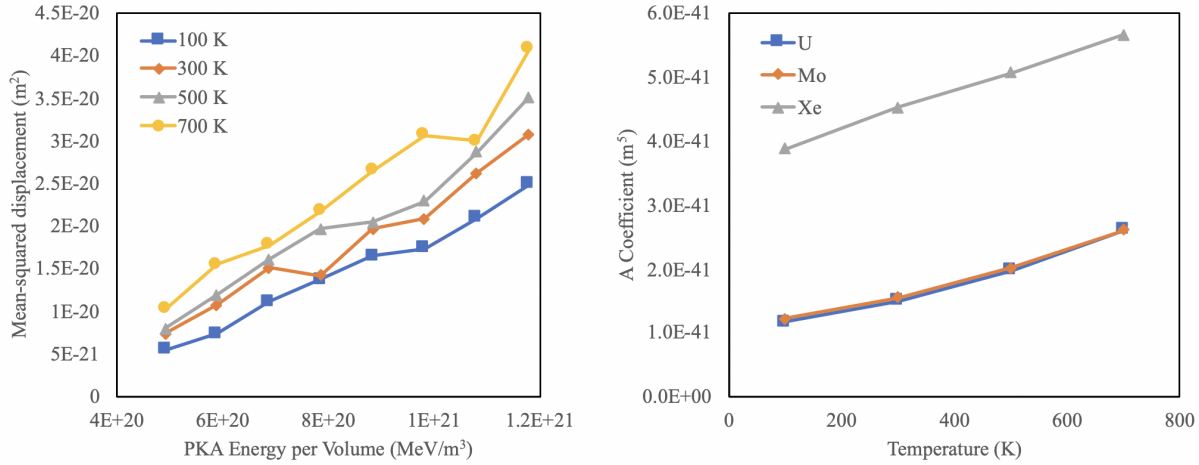 4.5E-20
4E-20
3.5E-20
3E-20
2.5E-20
2E-20
1.5E-20
1E-20
5E-21
0
Mean-squared displacement (m²)
100 K
300 K
500 K
700 K
4E+20
6E+20
8E+20
1E+21
1.2E+21
PKA Energy per Volume (MeV/m³)
6.0E-41
5.0E-41
4.0E-41
3.0E-41
2.0E-41
1.0E-41
0.0E+00
A Coefficient (m⁵)
U
Mo
Xe
0
200
400
600
800
Temperature (K)